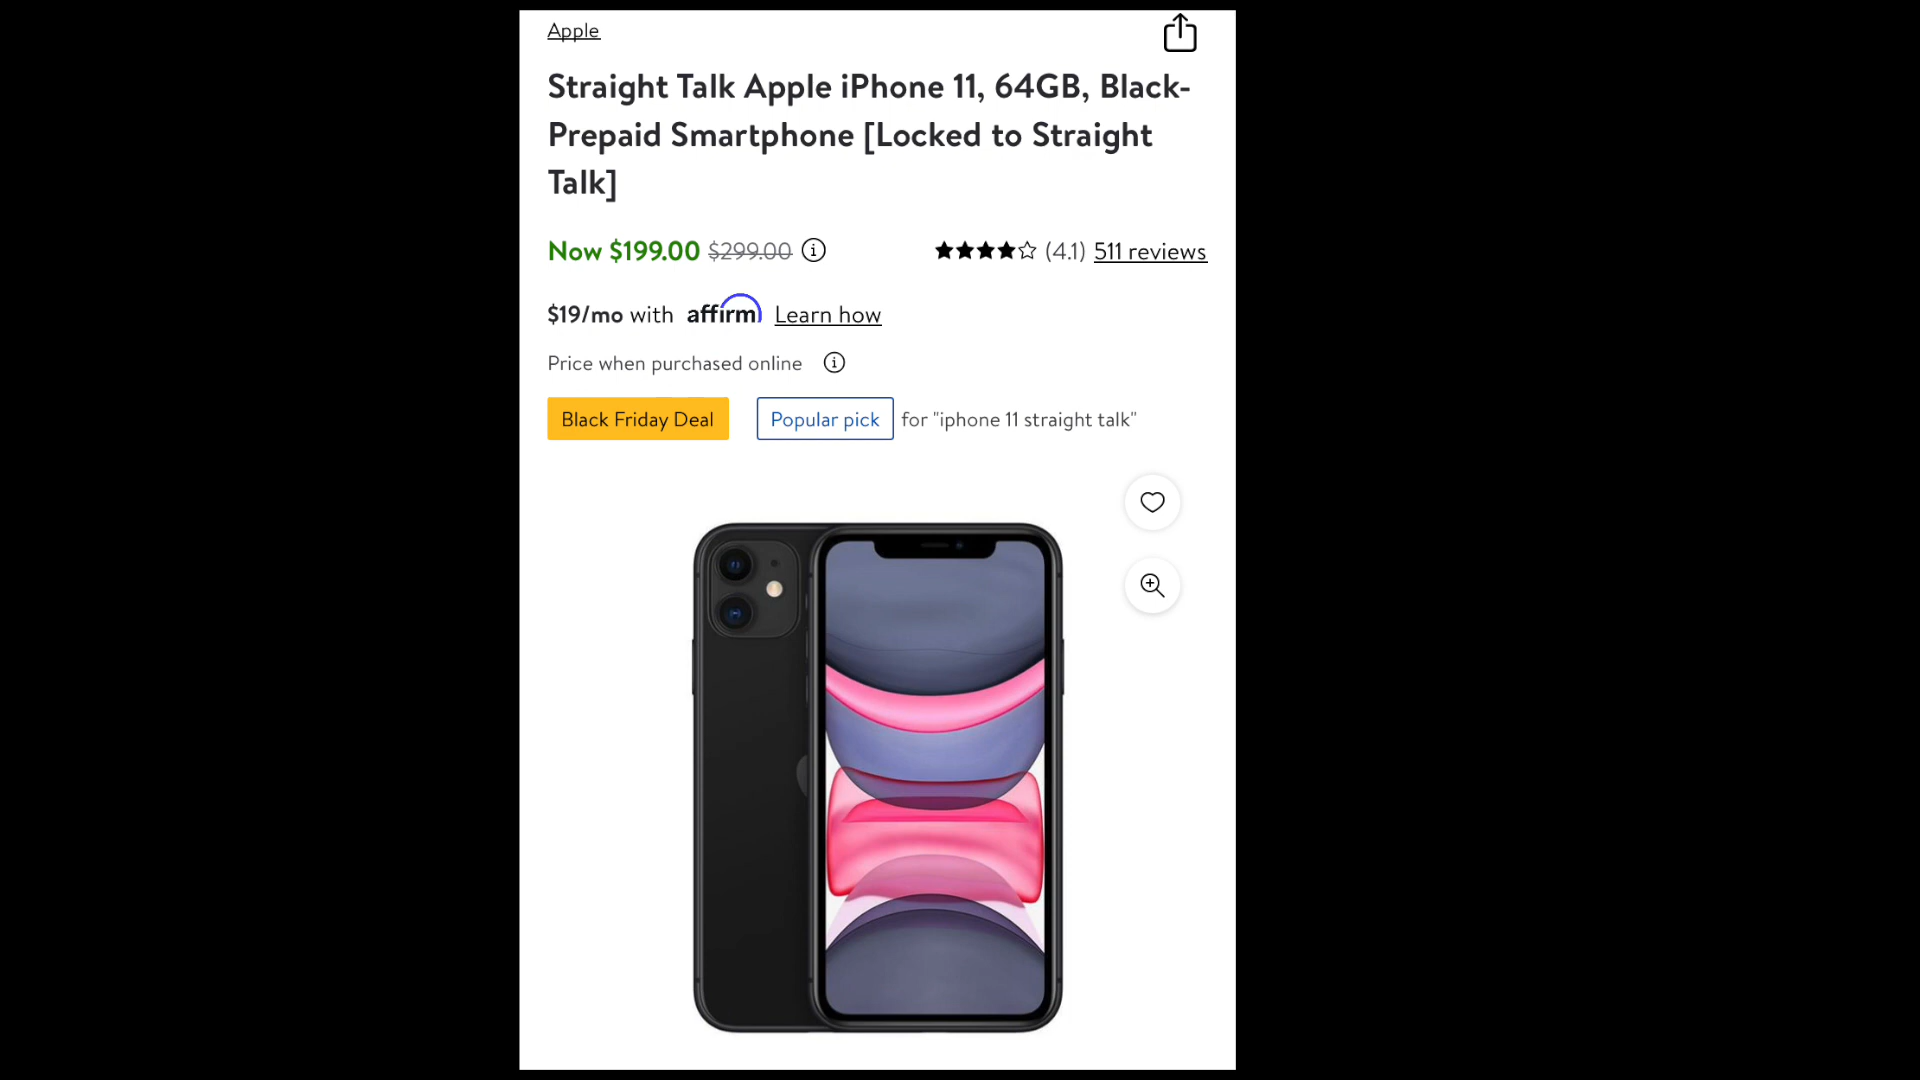 Apple
Straight Talk Apple iPhone 11, 64GB, Black-
Prepaid Smartphone [Locked to Straight
Talk]
Now $199.00 $299.00 (4.1) 511 reviews
$19/mo with affirm Learn how
Price when purchased online
Black Friday Deal Popular pick for "iphone 11 straight talk"